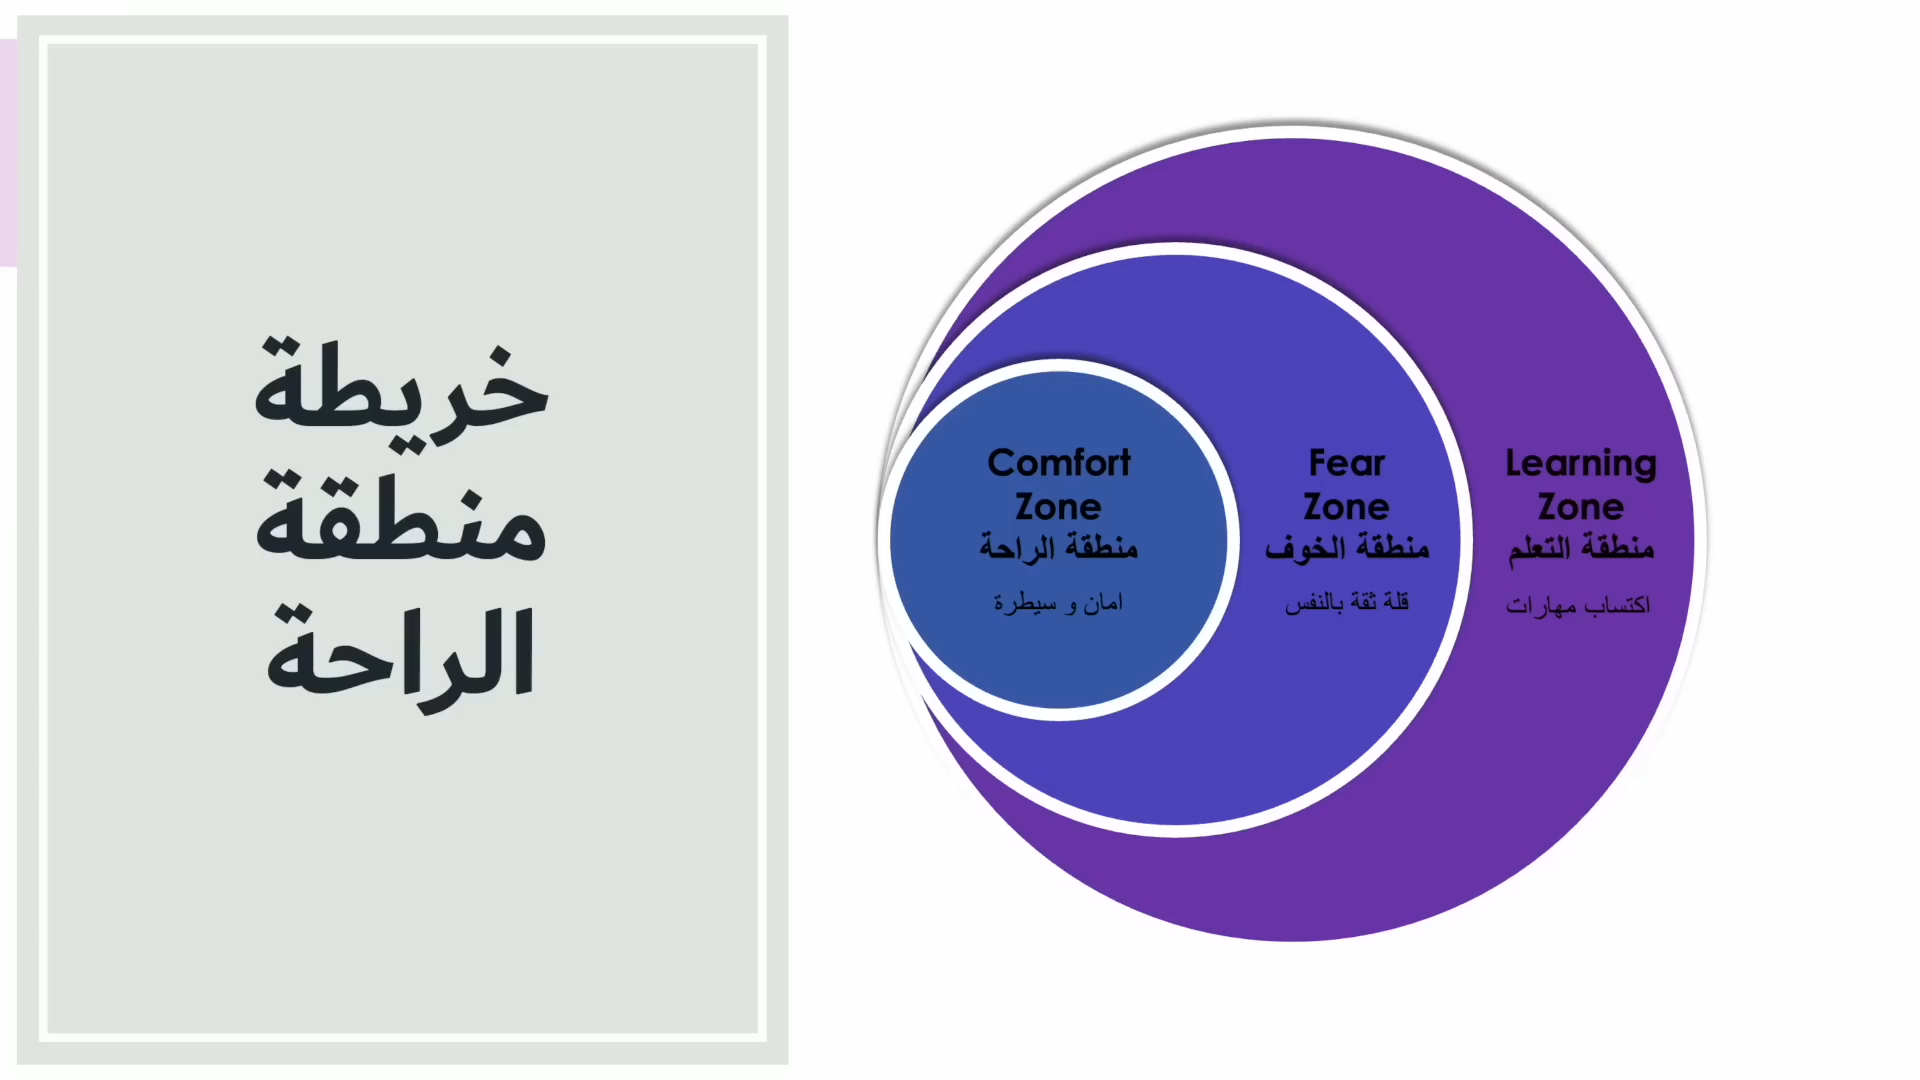 خريطة
منطقة
الراحة
Comfort
Zone
منطقة الراحة
امان و سيطرة
Fear
Zone
منطقة الخوف
قلة ثقة بالنفس
Learning
Zone
منطقة التعلم
اكتساب مهارات